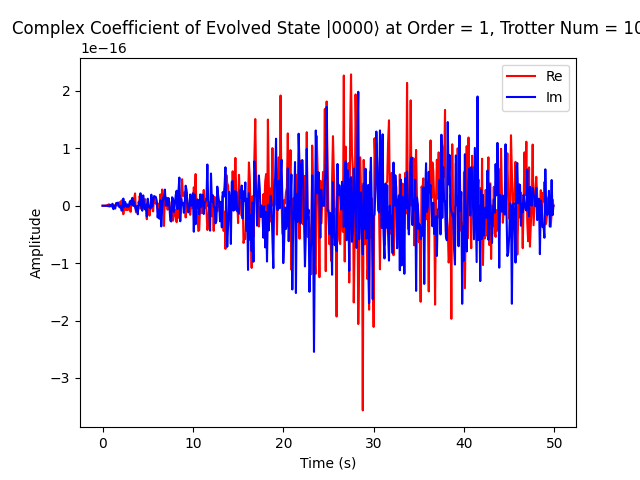 Complex Coefficient of Evolved State |0000⟩ at Order = 1, Trotter Num = 10
1e−16
Re
Im
2
1
0
−1
−2
−3
Amplitude
0 10 20 30 40 50
Time (s)